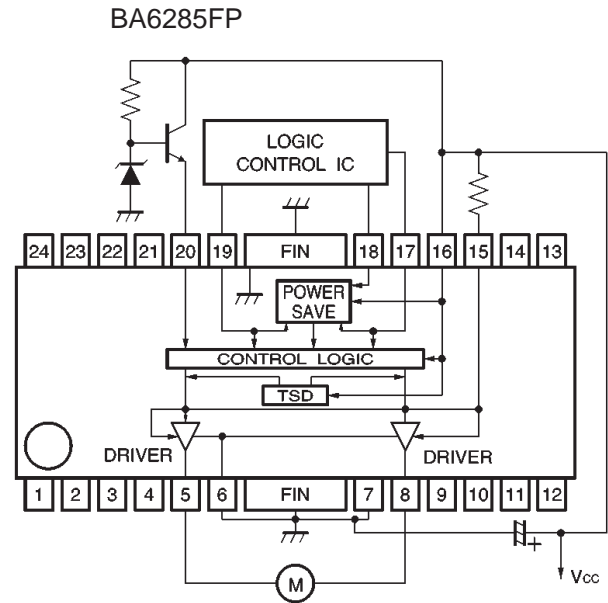 BA6285FP
LOGIC
CONTROL IC
24 23 22 21 20 19 FIN 18 17 16 15 14 13
POWER
SAVE
CONTROL LOGIC
TSD
DRIVER DRIVER
1 2 3 4 5 6 FIN 7 8 9 10 11 12
+
M
Vcc